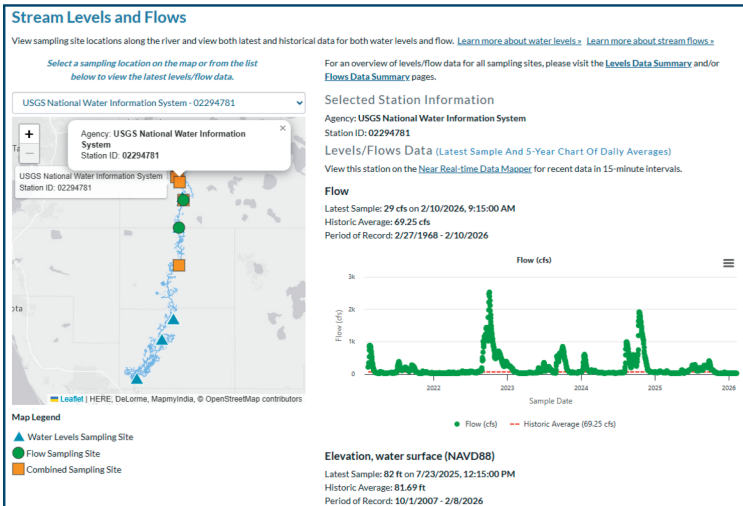 Stream Levels and Flows
View sampling site locations along the river and view both latest and historical data for both water levels and flow. Learn more about water levels » Learn more about stream flows »
Select a sampling location on the map or from the list
below to view the latest levels/flow data.
USGS National Water Information System - 02294781
+
−
Agency: USGS National Water Information
System
Station ID: 02294781
×
Ta
USGS National Water Information System
Station ID: 02294781
ota
Leaflet | HERE, DeLorme, MapmyIndia, © OpenStreetMap contributors
Map Legend
Water Levels Sampling Site
Flow Sampling Site
Combined Sampling Site
For an overview of levels/flow data for all sampling sites, please visit the Levels Data Summary and/or
Flows Data Summary pages.
Selected Station Information
Agency: USGS National Water Information System
Station ID: 02294781
Levels/Flows Data (Latest Sample And 5-Year Chart Of Daily Averages)
View this station on the Near Real-time Data Mapper for recent data in 15-minute intervals.
Flow
Latest Sample: 29 cfs on 2/10/2026, 9:15:00 AM
Historic Average: 69.25 cfs
Period of Record: 2/27/1968 - 2/10/2026
Flow (cfs)
Flow (cfs)
3k
2k
1k
0
2022 2023 2024 2025 2026
Sample Date
Flow (cfs) Historic Average (69.25 cfs)
Elevation, water surface (NAVD88)
Latest Sample: 82 ft on 7/23/2025, 12:15:00 PM
Historic Average: 81.69 ft
Period of Record: 10/1/2007 - 2/8/2026